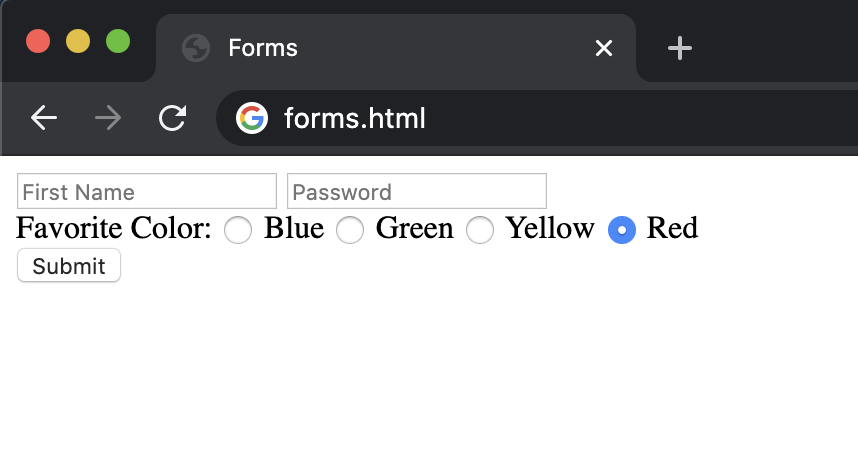 Forms
forms.html
First Name Password
Favorite Color: Blue Green Yellow Red
Submit